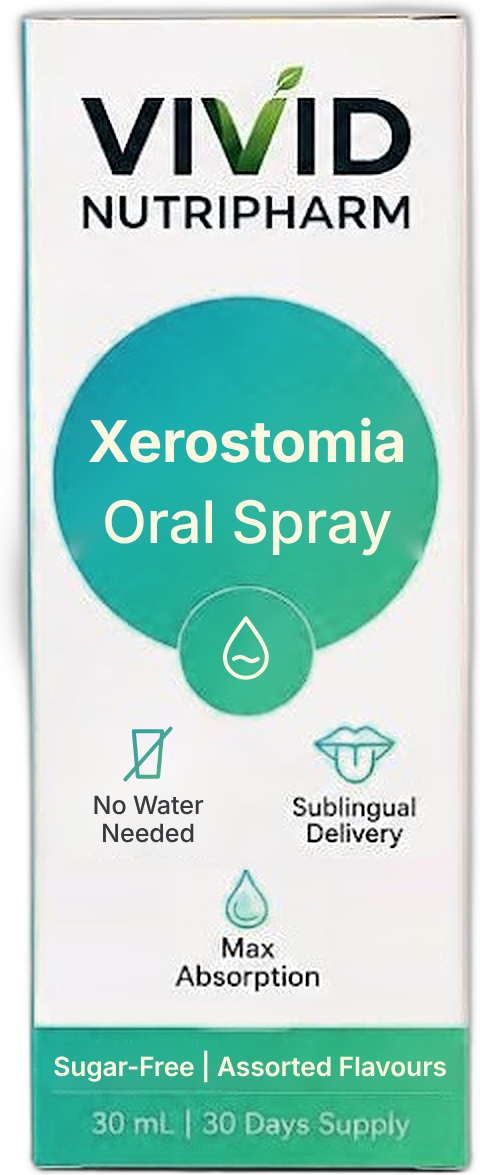 VIVID
NUTRIPHARM
Xerostomia
Oral Spray
No Water
Needed
Sublingual
Delivery
Max
Absorption
Sugar-Free | Assorted Flavours
30 mL | 30 Days Supply